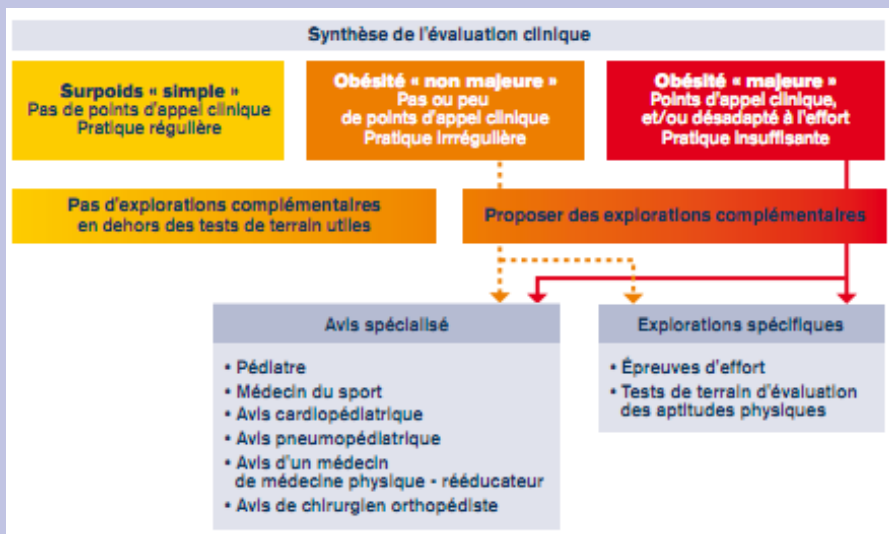 Synthèse de l'évaluation clinique
Surpoids « simple »
Pas de points d'appel clinique
Pratique régulière
Obésité « non majeure »
Pas ou peu
de points d'appel clinique
Pratique irrrégulière
Obésité « majeure »
Points d'appel clinique,
et/ou désadapté à l'effort
Pratique insuffisante
Pas d'explorations complémentaires
en dehors des tests de terrain utiles
Proposer des explorations complémentaires
Avis spécialisé
• Pédiatre
• Médecin du sport
• Avis cardiopédiatrique
• Avis pneumopédiatrique
• Avis d'un médecin
de médecine physique - rééducateur
• Avis de chirurgien orthopédiste
Explorations spécifiques
• Épreuves d'effort
• Tests de terrain d'évaluation
des aptitudes physiques